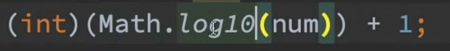 (int)(Math.log10(num)) + 1;